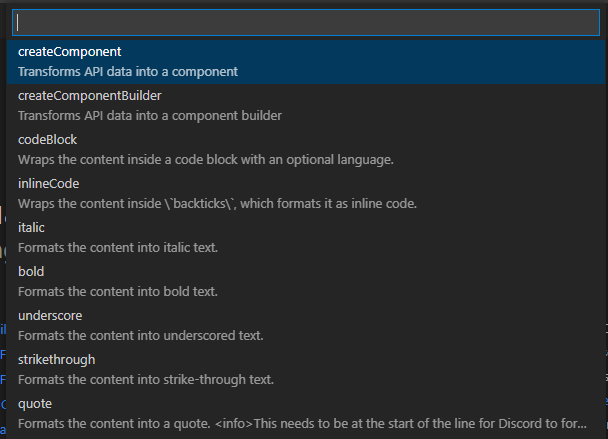 createComponent
Transforms API data into a component
createComponentBuilder
Transforms API data into a component builder
codeBlock
Wraps the content inside a code block with an optional language.
inlineCode
Wraps the content inside \`backticks\`, which formats it as inline code.
italic
Formats the content into italic text.
bold
Formats the content into bold text.
underscore
Formats the content into underscored text.
strikethrough
Formats the content into strike-through text.
quote
Formats the content into a quote. <info>This needs to be at the start of the line for Discord to for...